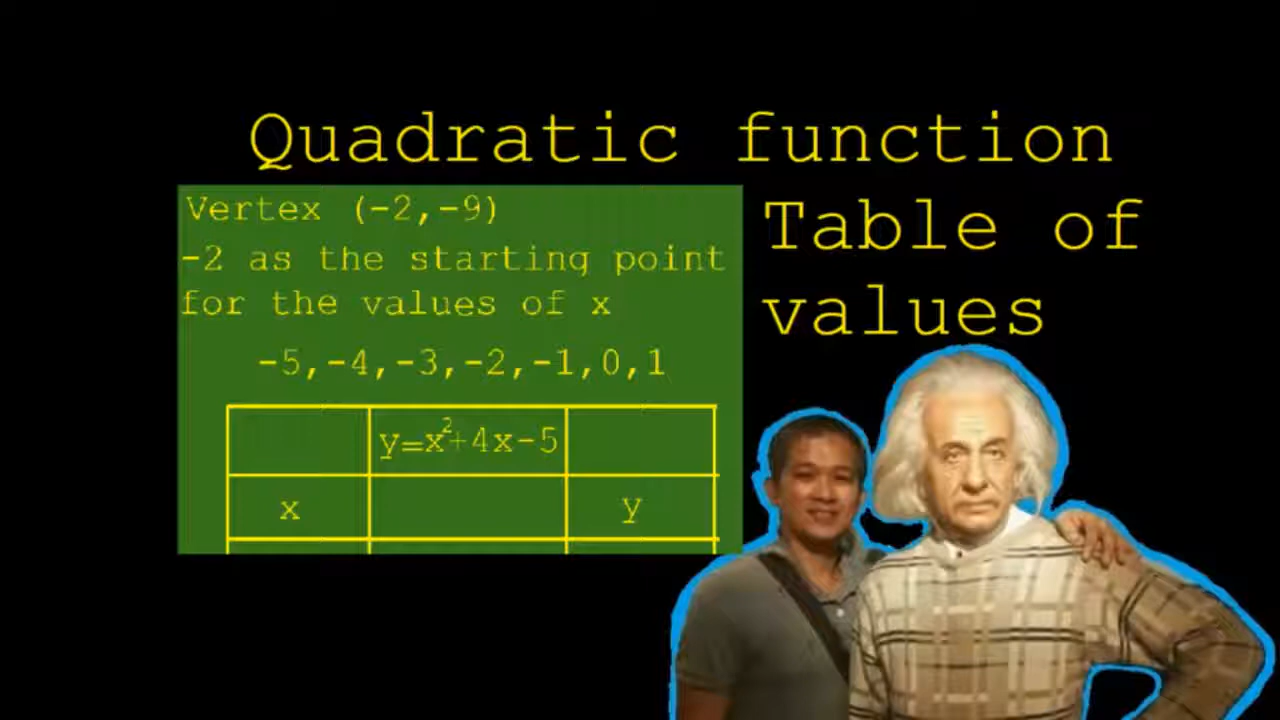 Quadratic function
Table of
values
Vertex (-2,-9)
-2 as the starting point
for the values of x
-5,-4,-3,-2,-1,0,1
y=x²+4x-5
x y